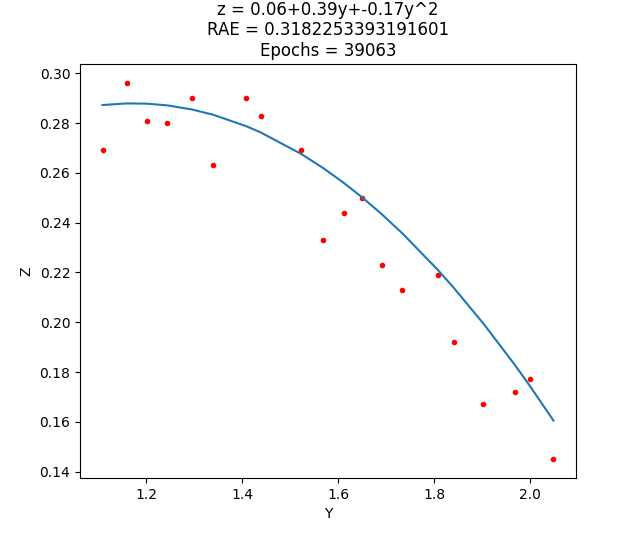 z = 0.06+0.39y+-0.17y^2
RAE = 0.3182253393191601
Epochs = 39063
0.30
0.28
0.26
0.24
0.22
0.20
0.18
0.16
0.14
Z
1.2 1.4 1.6 1.8 2.0
Y